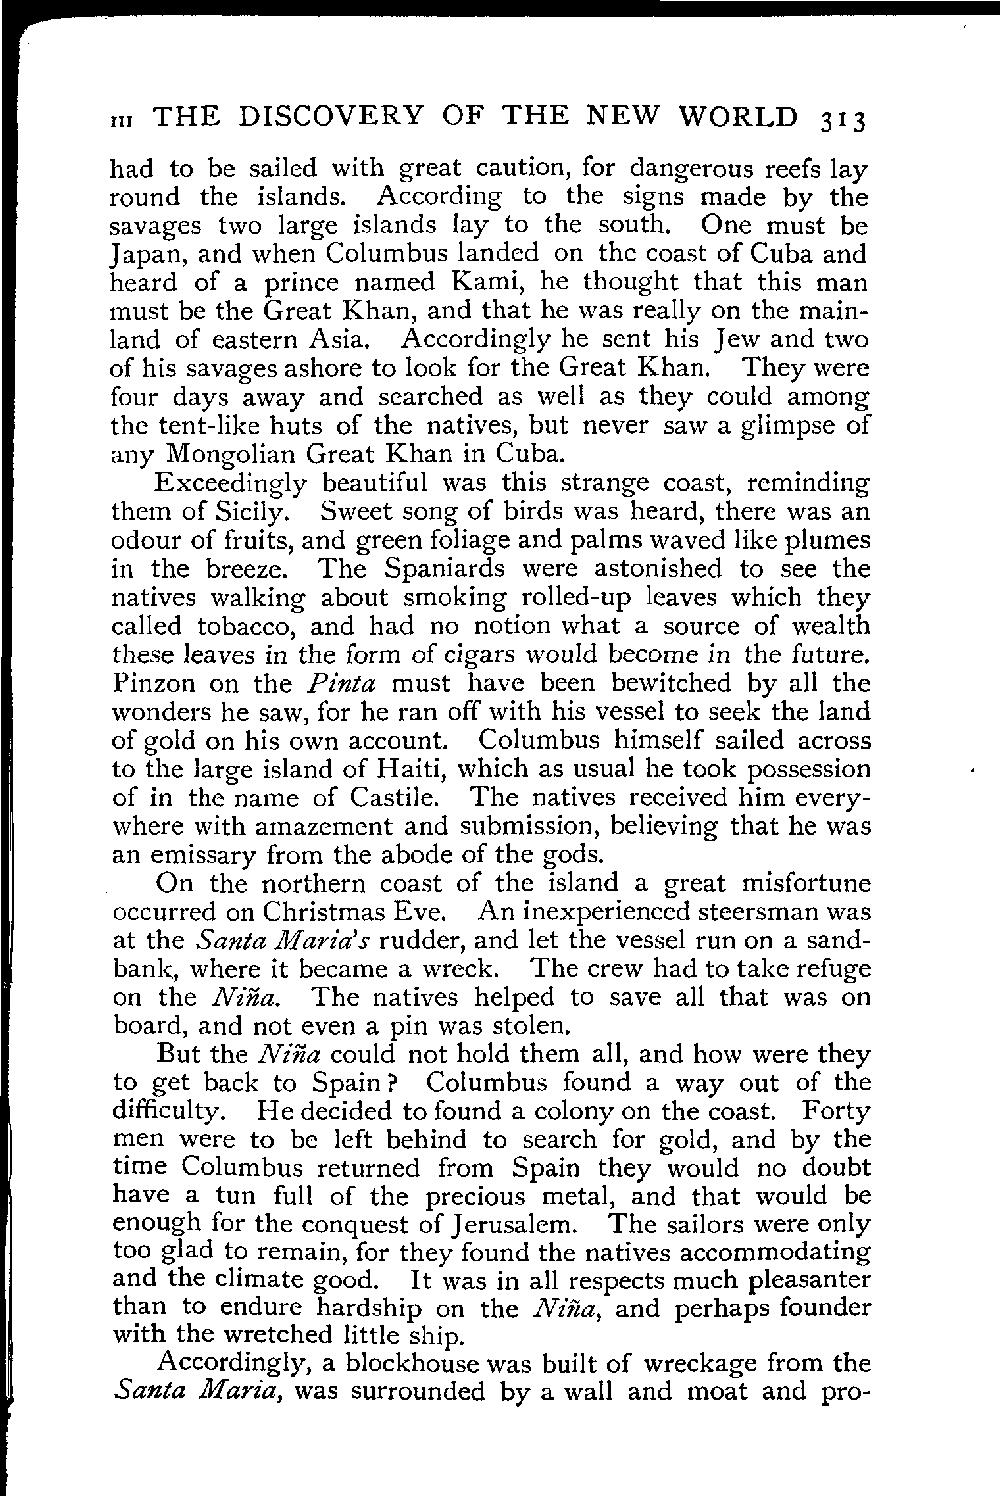 III THE DISCOVERY OF THE NEW WORLD 313
had to be sailed with great caution, for dangerous reefs lay
round the islands. According to the signs made by the
savages two large islands lay to the south. One must be
Japan, and when Columbus landed on the coast of Cuba and
heard of a prince named Kami, he thought that this man
must be the Great Khan, and that he was really on the main-
land of eastern Asia. Accordingly he sent his Jew and two
of his savages ashore to look for the Great Khan. They were
four days away and searched as well as they could among
the tent-like huts of the natives, but never saw a glimpse of
any Mongolian Great Khan in Cuba.
Exceedingly beautiful was this strange coast, reminding
them of Sicily. Sweet song of birds was heard, there was an
odour of fruits, and green foliage and palms waved like plumes
in the breeze. The Spaniards were astonished to see the
natives walking about smoking rolled-up leaves which they
called tobacco, and had no notion what a source of wealth
these leaves in the form of cigars would become in the future.
Pinzon on the Pinta must have been bewitched by all the
wonders he saw, for he ran off with his vessel to seek the land
of gold on his own account. Columbus himself sailed across
to the large island of Haiti, which as usual he took possession
of in the name of Castile. The natives received him every-
where with amazement and submission, believing that he was
an emissary from the abode of the gods.
On the northern coast of the island a great misfortune
occurred on Christmas Eve. An inexperienced steersman was
at the Santa Maria's rudder, and let the vessel run on a sand-
bank, where it became a wreck. The crew had to take refuge
on the Niña. The natives helped to save all that was on
board, and not even a pin was stolen.
But the Niña could not hold them all, and how were they
to get back to Spain? Columbus found a way out of the
difficulty. He decided to found a colony on the coast. Forty
men were to be left behind to search for gold, and by the
time Columbus returned from Spain they would no doubt
have a tun full of the precious metal, and that would be
enough for the conquest of Jerusalem. The sailors were only
too glad to remain, for they found the natives accommodating
and the climate good. It was in all respects much pleasanter
than to endure hardship on the Niña, and perhaps founder
with the wretched little ship.
Accordingly, a blockhouse was built of wreckage from the
Santa Maria, was surrounded by a wall and moat and pro-